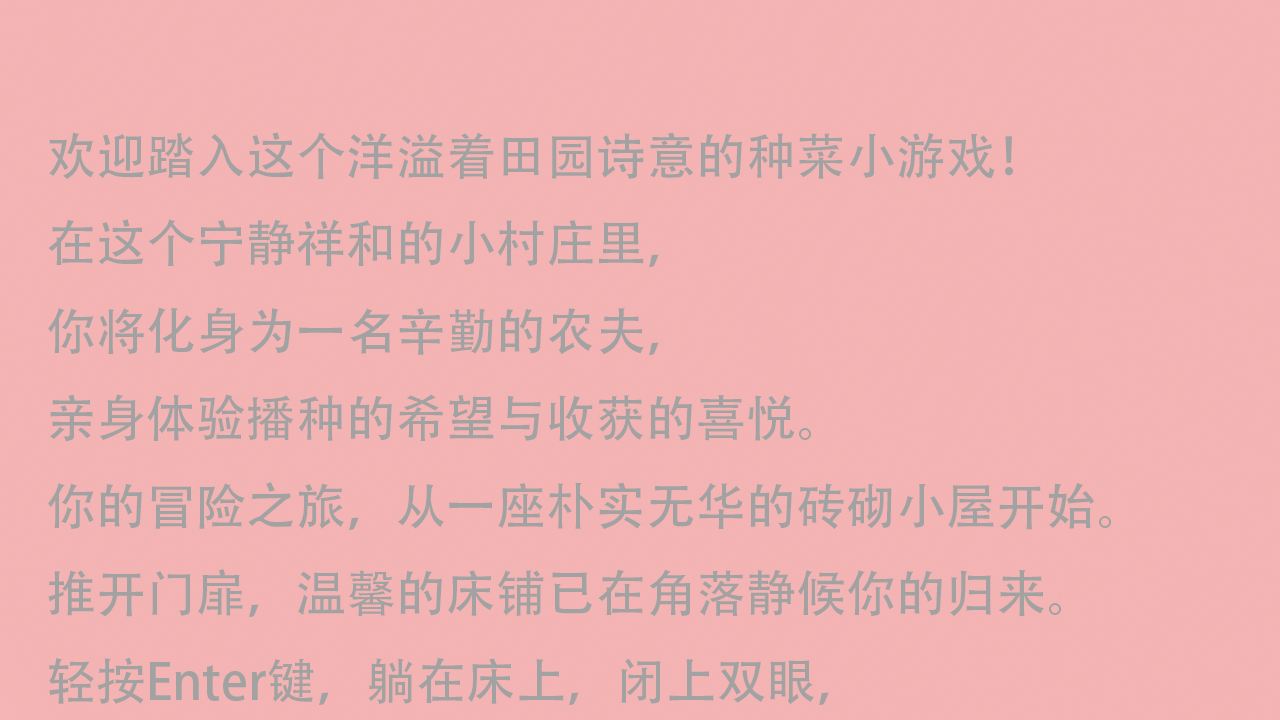 欢迎踏入这个洋溢着田园诗意的种菜小游戏！
在这个宁静祥和的小村庄里，
你将化身为一名辛勤的农夫，
亲身体验播种的希望与收获的喜悦。
你的冒险之旅，从一座朴实无华的砖砌小屋开始。
推开门扉，温馨的床铺已在角落静候你的归来。
轻按Enter键，躺在床上，闭上双眼，